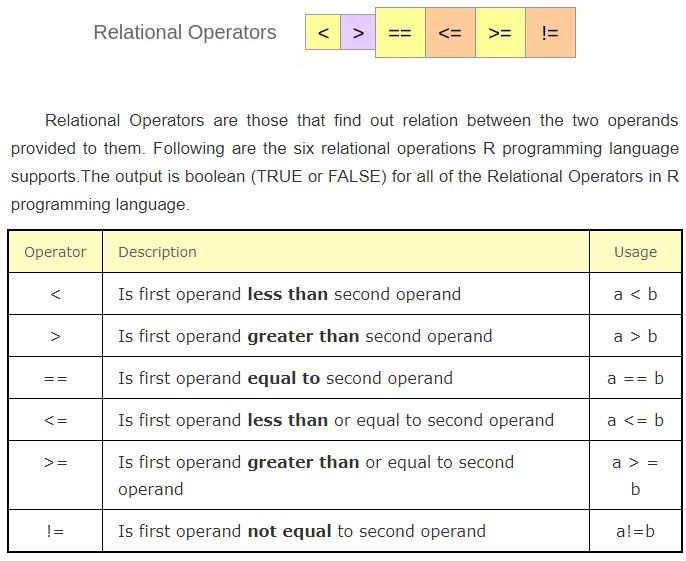 Relational Operators < > == <= >= !=
Relational Operators are those that find out relation between the two operands
provided to them. Following are the six relational operations R programming language
supports.The output is boolean (TRUE or FALSE) for all of the Relational Operators in R
programming language.
Operator Description Usage
< Is first operand less than second operand a < b
> Is first operand greater than second operand a > b
== Is first operand equal to second operand a == b
<= Is first operand less than or equal to second operand a <= b
>= Is first operand greater than or equal to second a > =
operand b
!= Is first operand not equal to second operand a!=b